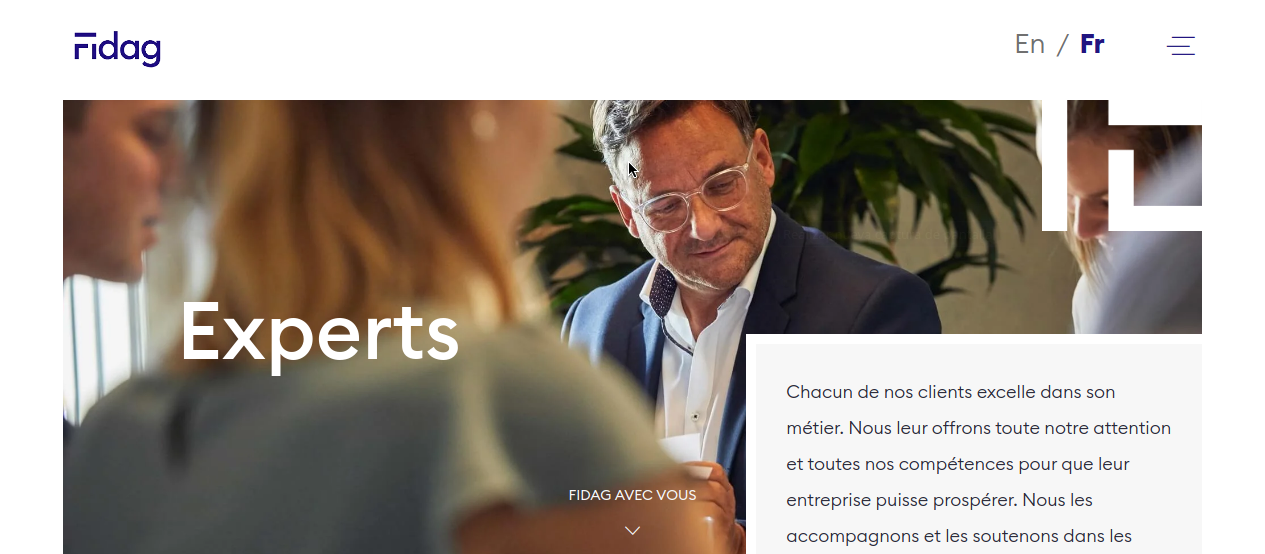 Fidag
En / Fr
Experts
Chacun de nos clients excelle dans son
métier. Nous leur offrons toute notre attention
et toutes nos compétences pour que leur
entreprise puisse prospérer. Nous les
accompagnons et les soutenons dans les
FIDAG AVEC VOUS